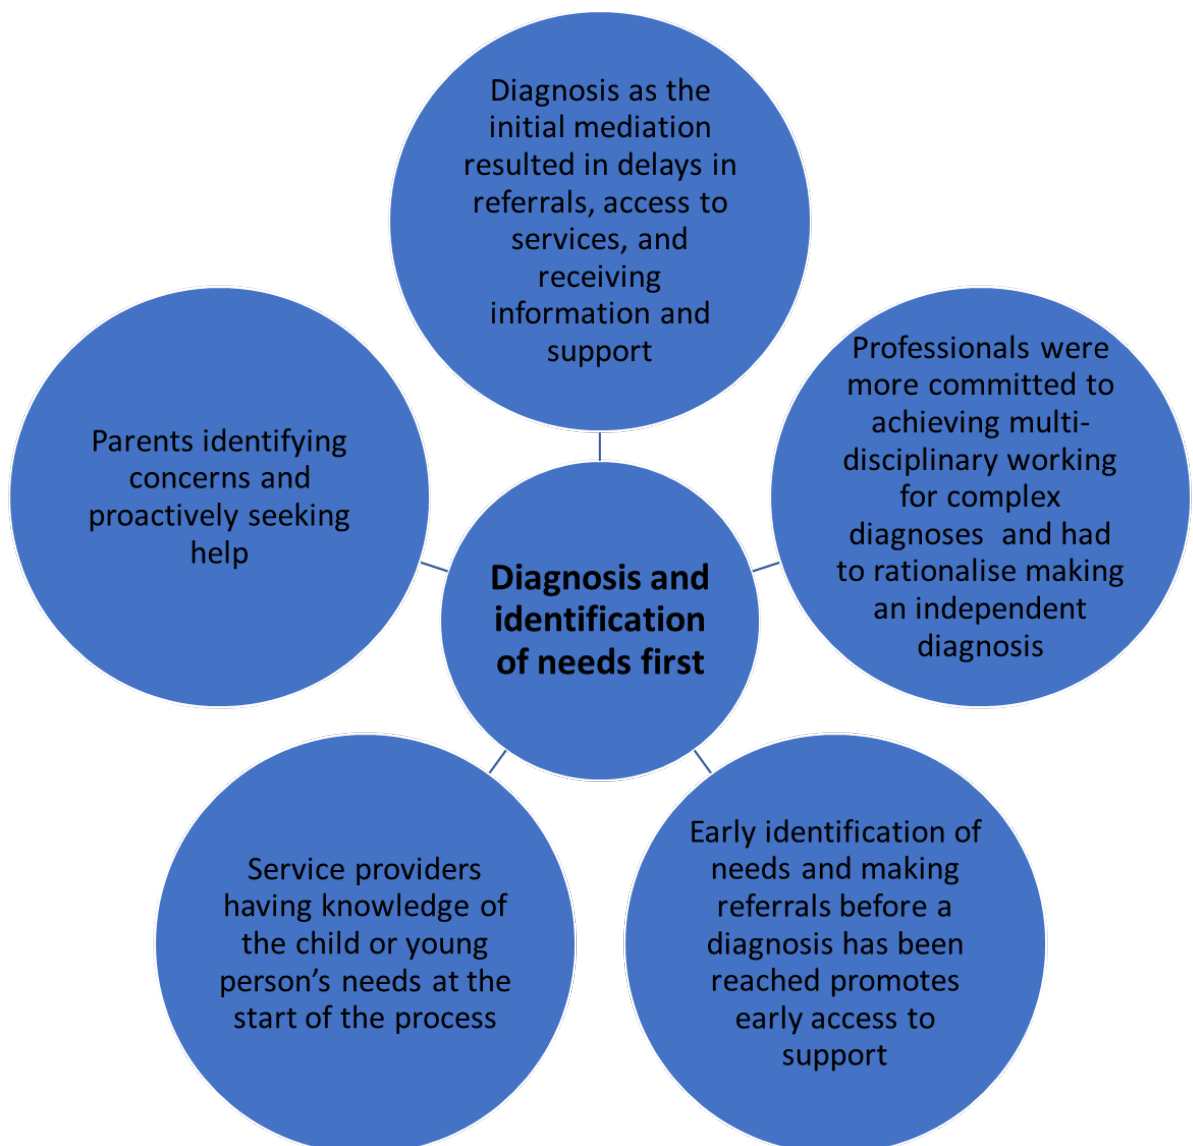 Diagnosis as the
initial mediation
resulted in delays in
referrals, access to
services, and
receiving
information and
support
Professionals were
more committed to
achieving multi-
disciplinary working
for complex
diagnoses  and had
to rationalise making
an independent
diagnosis
Parents identifying
concerns and
proactively seeking
help
Diagnosis and
identification
of needs first
Service providers
having knowledge of
the child or young
person’s needs at the
start of the process
Early identification of
needs and making
referrals before a
diagnosis has been
reached promotes
early access to
support